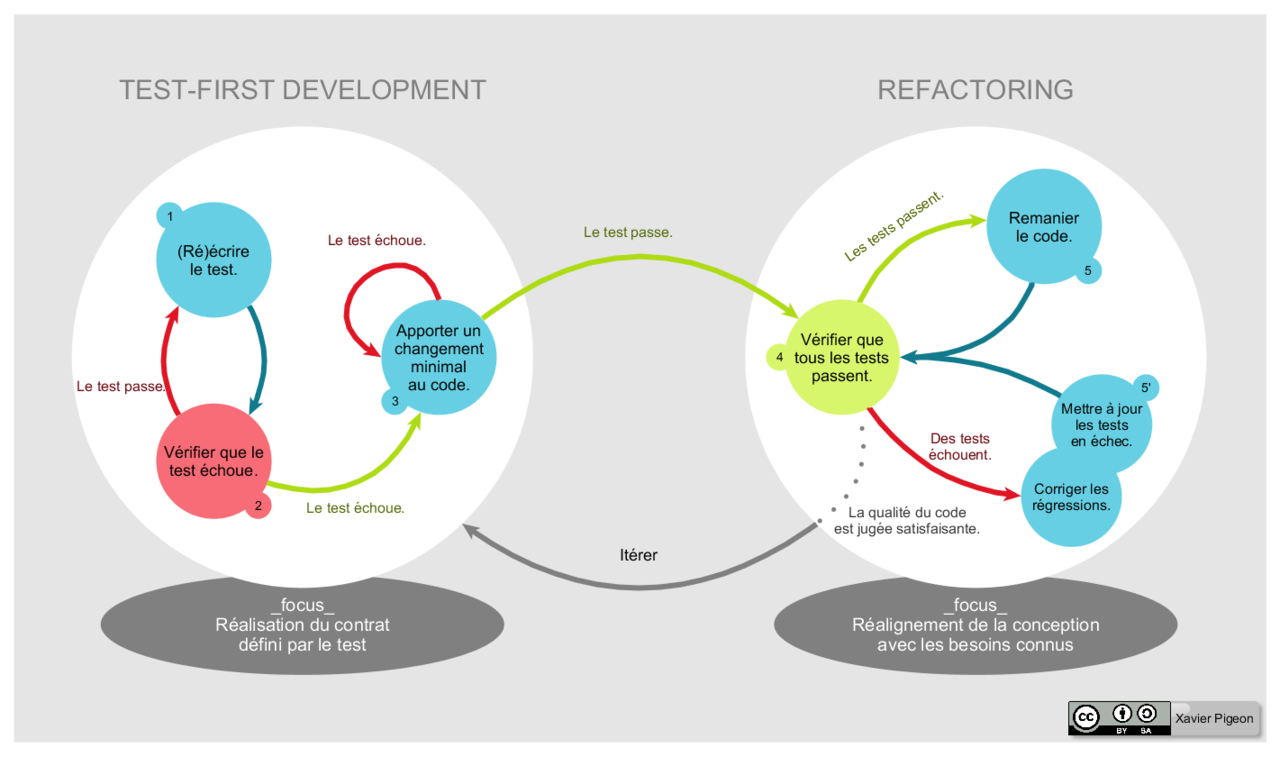 TEST-FIRST DEVELOPMENT
REFACTORING
1
(Ré)écrire
le test.
Le test échoue.
Le test passe.
Les tests passent.
Remanier
le code.
5
Apporter un
changement
minimal
au code.
3
4
Vérifier que
tous les tests
passent.
Le test passe.
5'
Mettre à jour
les tests
en échec.
Vérifier que le
test échoue.
2
Des tests
échouent.
Corriger les
régressions.
Le test échoue.
La qualité du code
est jugée satisfaisante.
Itérer
_focus_
Réalisation du contrat
défini par le test
_focus_
Réalignement de la conception
avec les besoins connus
cc
BY SA
Xavier Pigeon